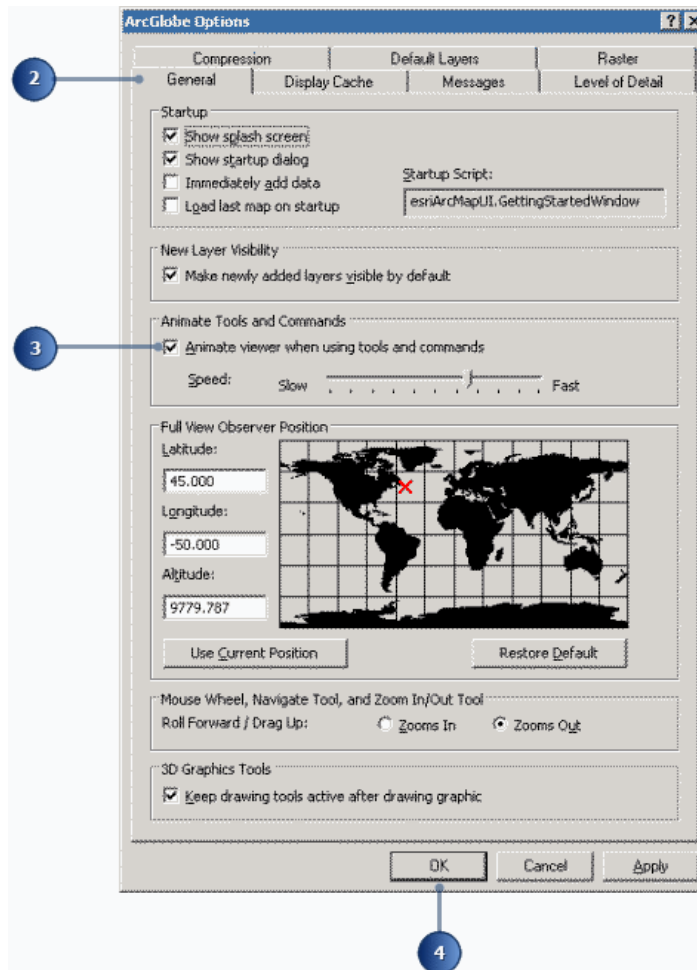 ArcGlobe Options
Compression Default Layers Raster
2
General Display Cache Messages Level of Detail
Startup
Show splash screen
Show startup dialog
Immediately add data
Startup Script:
Load last map on startup
esriArcMapUI.GettingStartedWindow
New Layer Visibility
Make newly added layers visible by default
Animate Tools and Commands
3
Animate viewer when using tools and commands
Speed: Slow Fast
Full View Observer Position
Latitude:
45.000
Longitude:
-50.000
Altitude:
9779.787
Use Current Position Restore Default
Mouse Wheel, Navigate Tool, and Zoom In/Out Tool
Roll Forward / Drag Up: Zooms In Zooms Out
3D Graphics Tools
Keep drawing tools active after drawing graphic
OK Cancel Apply
4